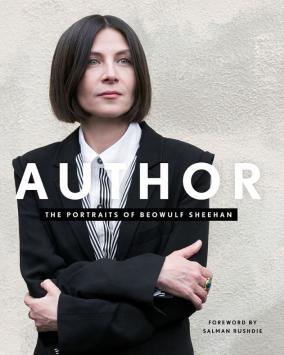 AUTHOR
THE PORTRAITS OF BEOWULF SHEEHAN
FOREWORD BY
SALMAN RUSHDIE